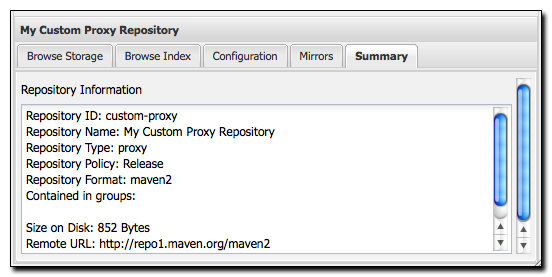 My Custom Proxy Repository
Browse Storage Browse Index Configuration Mirrors Summary
Repository Information
Repository ID: custom-proxy
Repository Name: My Custom Proxy Repository
Repository Type: proxy
Repository Policy: Release
Repository Format: maven2
Contained in groups:
Size on Disk: 852 Bytes
Remote URL: http://repo1.maven.org/maven2